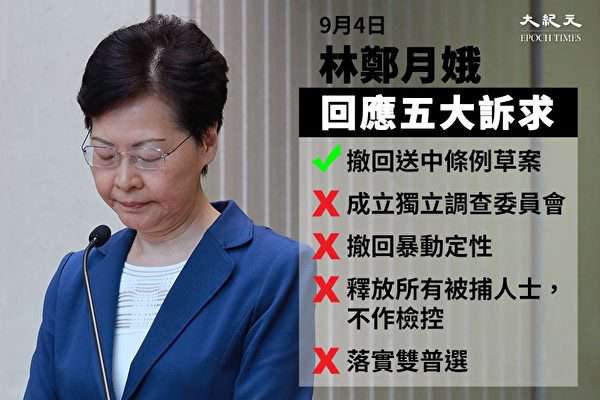 大紀元
EPOCH TIMES
9月4日
林鄭月娥
回應五大訴求
撤回送中條例草案
成立獨立調查委員會
撤回暴動定性
釋放所有被捕人士，
不作檢控
落實雙普選